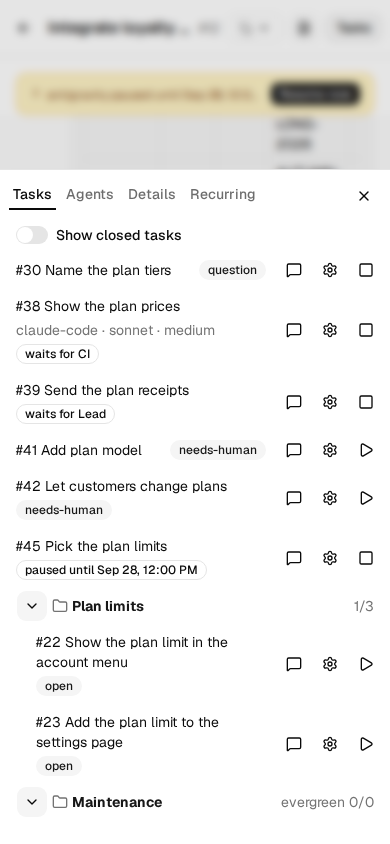 Tasks Agents Details Recurring
Show closed tasks
#30 Name the plan tiers question
#38 Show the plan prices
claude-code · sonnet · medium
waits for CI
#39 Send the plan receipts
waits for Lead
#41 Add plan model needs-human
#42 Let customers change plans
needs-human
#45 Pick the plan limits
paused until Sep 28, 12:00 PM
Plan limits 1/3
#22 Show the plan limit in the
account menu
open
#23 Add the plan limit to the
settings page
open
Maintenance evergreen 0/0